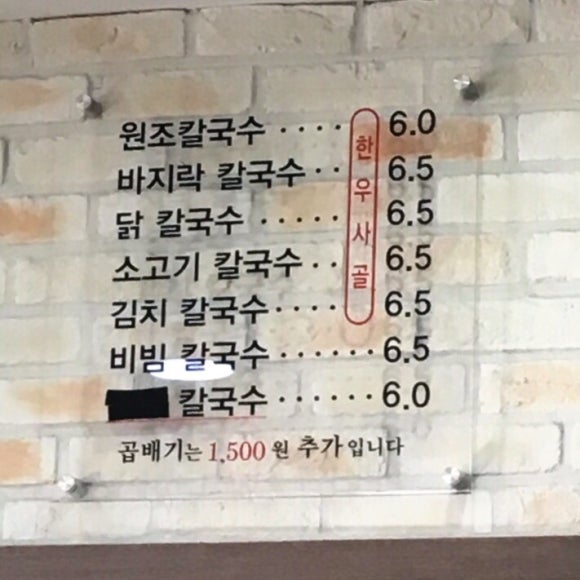 원조칼국수 ···· 6.0
바지락 칼국수 ·· 6.5
닭 칼국수 ····· 6.5
소고기 칼국수 ·· 6.5
김치 칼국수 ···· 6.5
한우사골
비빔 칼국수 ······ 6.5
칼국수 ······ 6.0
곱배기는 1,500원 추가입니다